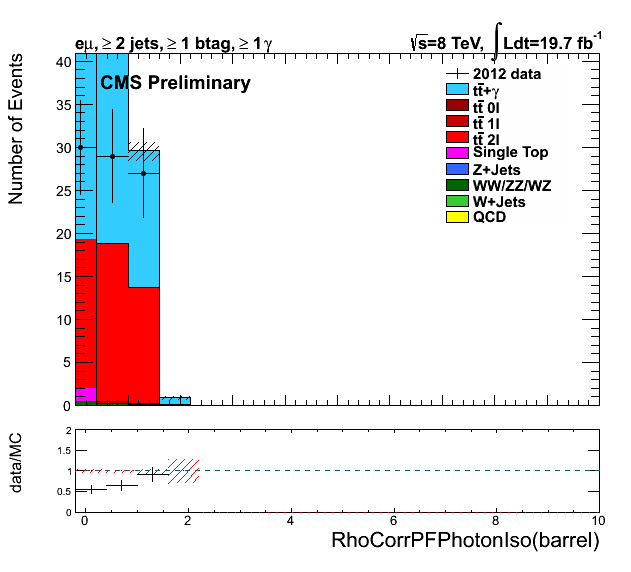 eμ, ≥ 2 jets, ≥ 1 btag, ≥ 1 γ
√s=8 TeV, ∫Ldt=19.7 fb⁻¹
CMS Preliminary
Number of Events
40
35
30
25
20
15
10
5
0
2012 data
tt̄+γ
tt̄ 0l
tt̄ 1l
tt̄ 2l
Single Top
Z+Jets
WW/ZZ/WZ
W+Jets
QCD
data/MC
2
1.5
1
0.5
0
0 2 4 6 8 10
RhoCorrPFPhotonIso(barrel)